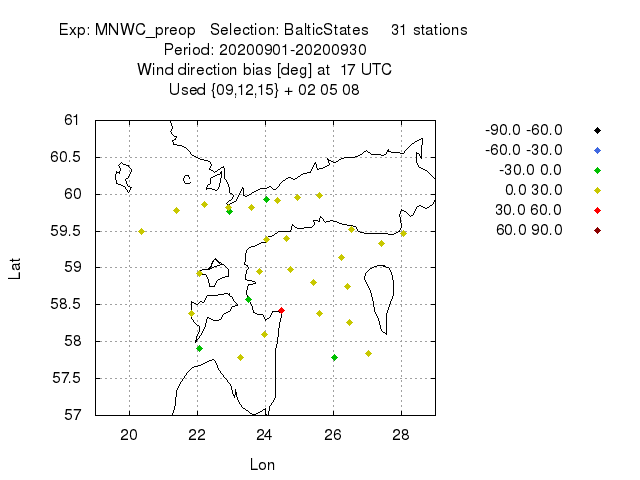 Exp: MNWC_preop Selection: BalticStates 31 stations
Period: 20200901-20200930
Wind direction bias [deg] at 17 UTC
Used {09,12,15} + 02 05 08
61
60.5
60
59.5
59
58.5
58
57.5
57
Lat
20 22 24 26 28
Lon
-90.0 -60.0
-60.0 -30.0
-30.0 0.0
0.0 30.0
30.0 60.0
60.0 90.0